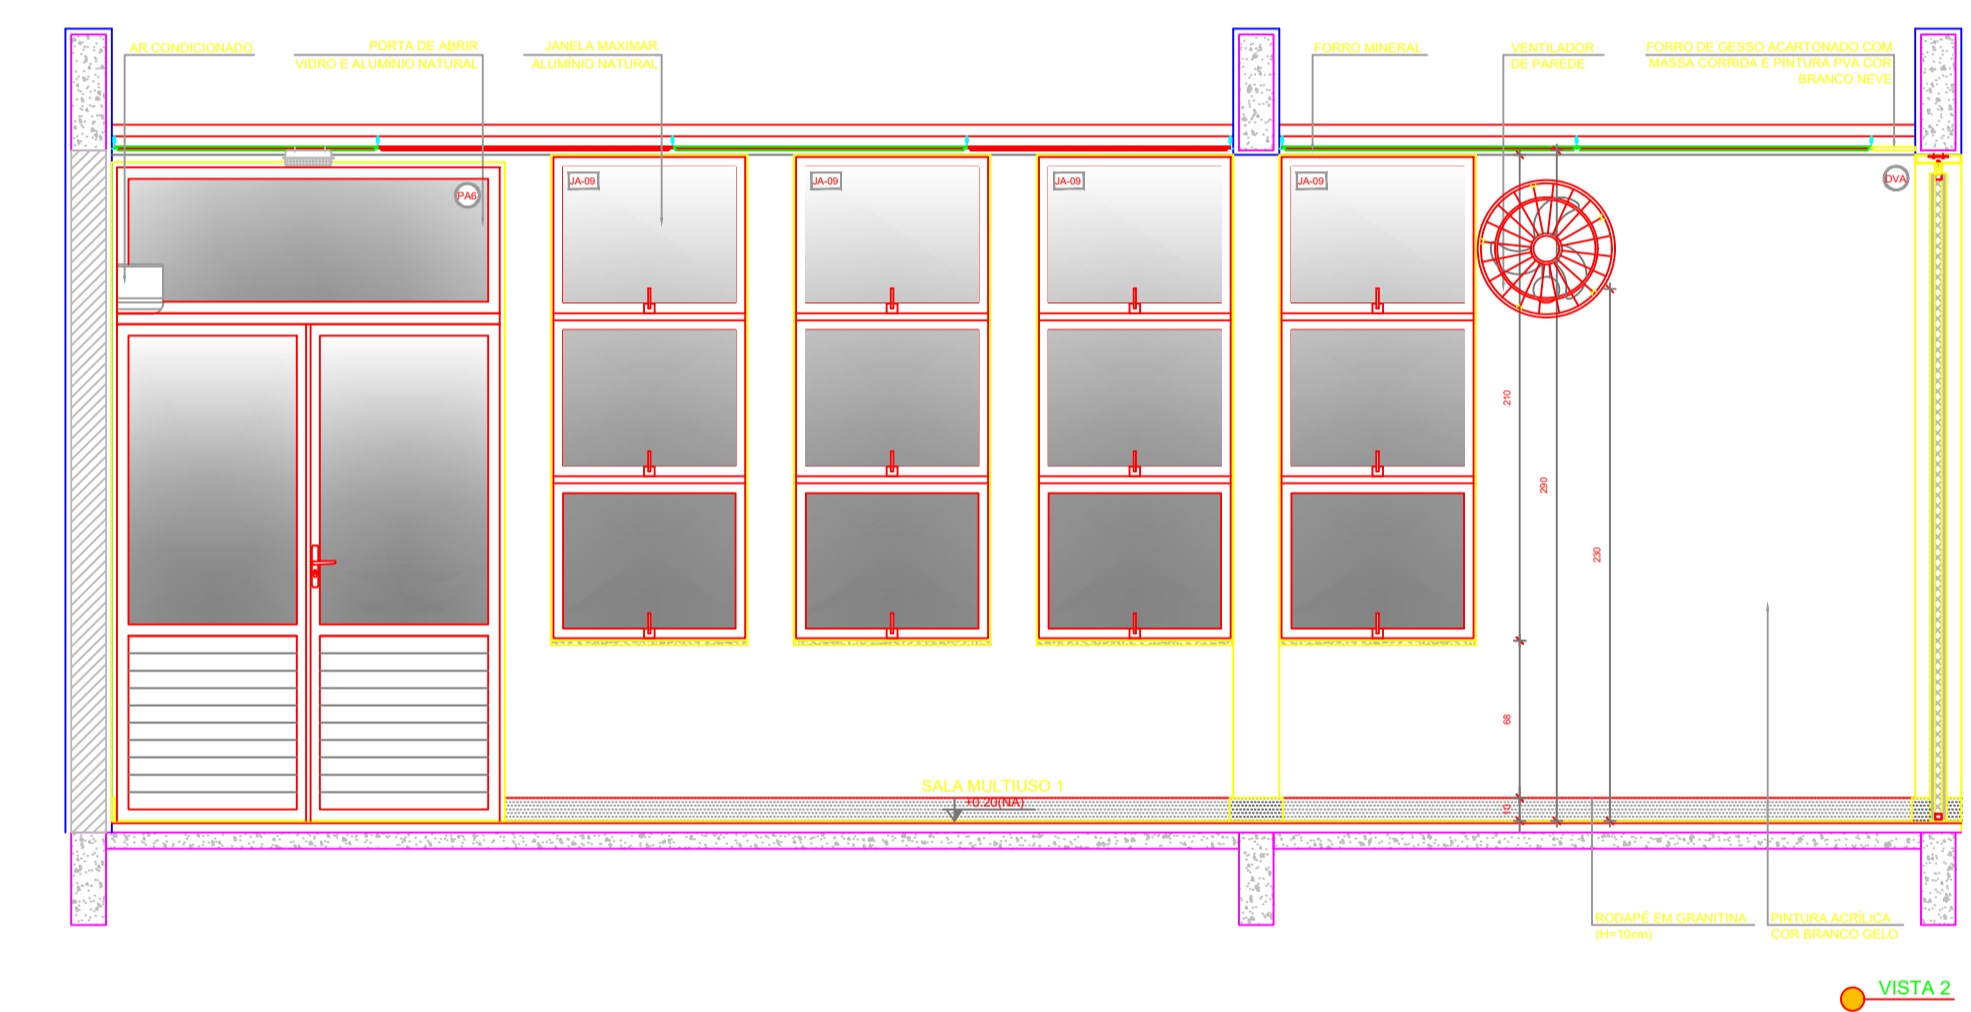 AR CONDICIONADO
PORTA DE ABRIR
VIDRO E ALUMÍNIO NATURAL
JANELA MAXIMAR
ALUMÍNIO NATURAL
FORRO MINERAL
VENTILADOR
DE PAREDE
FORRO DE GESSO ACARTONADO COM
MASSA CORRIDA E PINTURA PVA COR
BRANCO NEVE
PA6
JA-09
JA-09
JA-09
JA-09
DVA
210
290
230
68
10
SALA MULTIUSO 1
+0.20(NA)
RODAPÉ EM GRANITINA
(H=10cm)
PINTURA ACRÍLICA
COR BRANCO GELO
VISTA 2